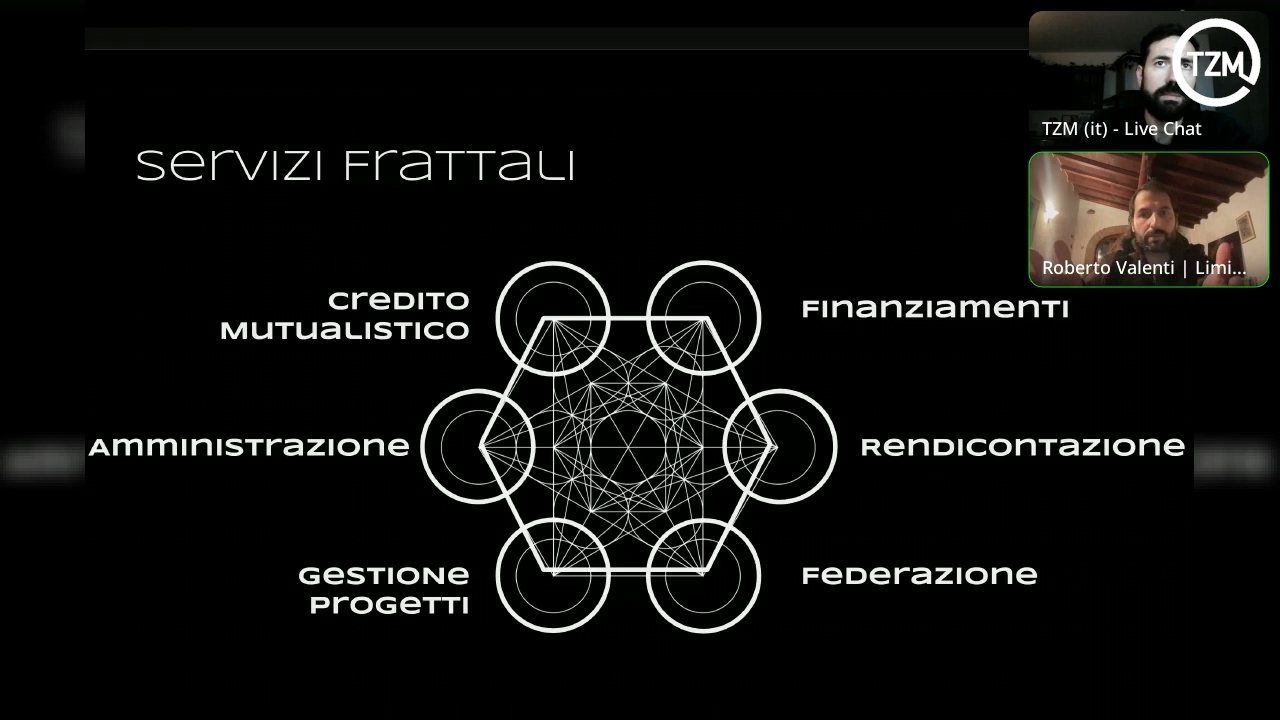 TZM
TZM (it) - Live Chat
Roberto Valenti | Limi...
Servizi Frattali
Credito
Mutualistico
Finanziamenti
Amministrazione
Rendicontazione
Gestione
Progetti
Federazione